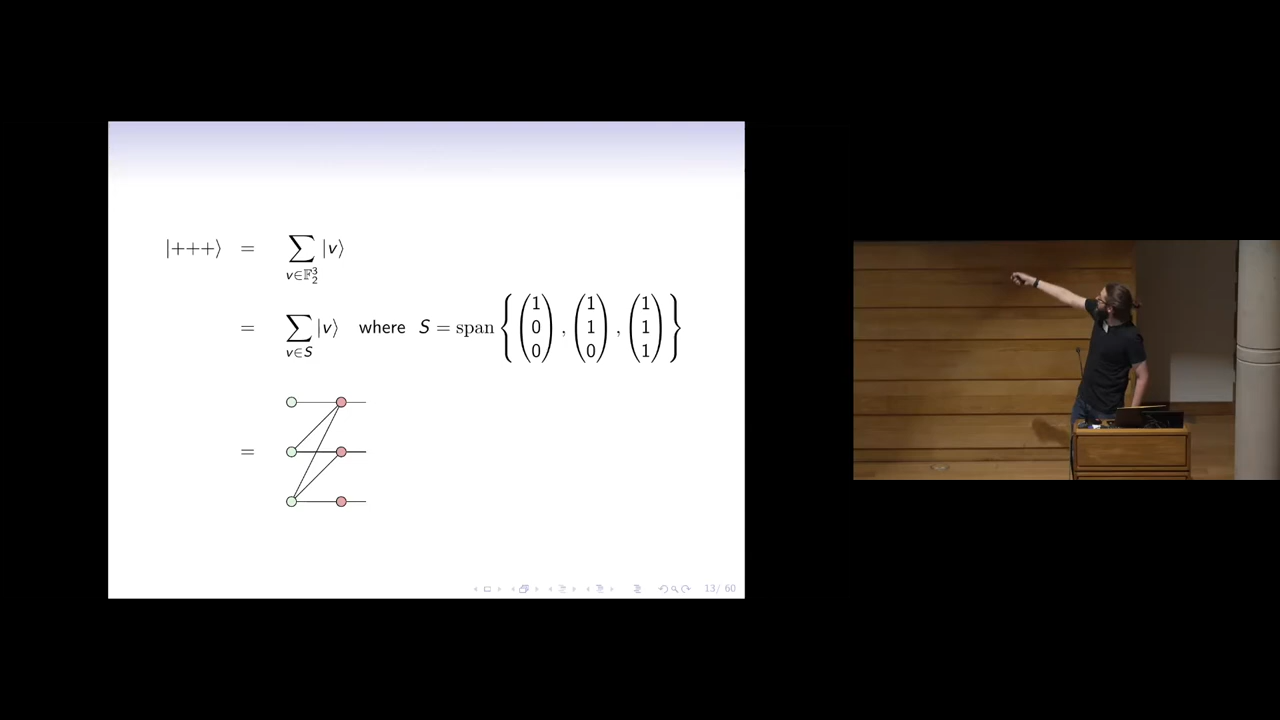 |+++⟩ = ∑ |v⟩
v∈𝔽₂³
= ∑ |v⟩ where S = span { (1 0 0), (1 1 0), (1 1 1) }
v∈S
=
13/ 60